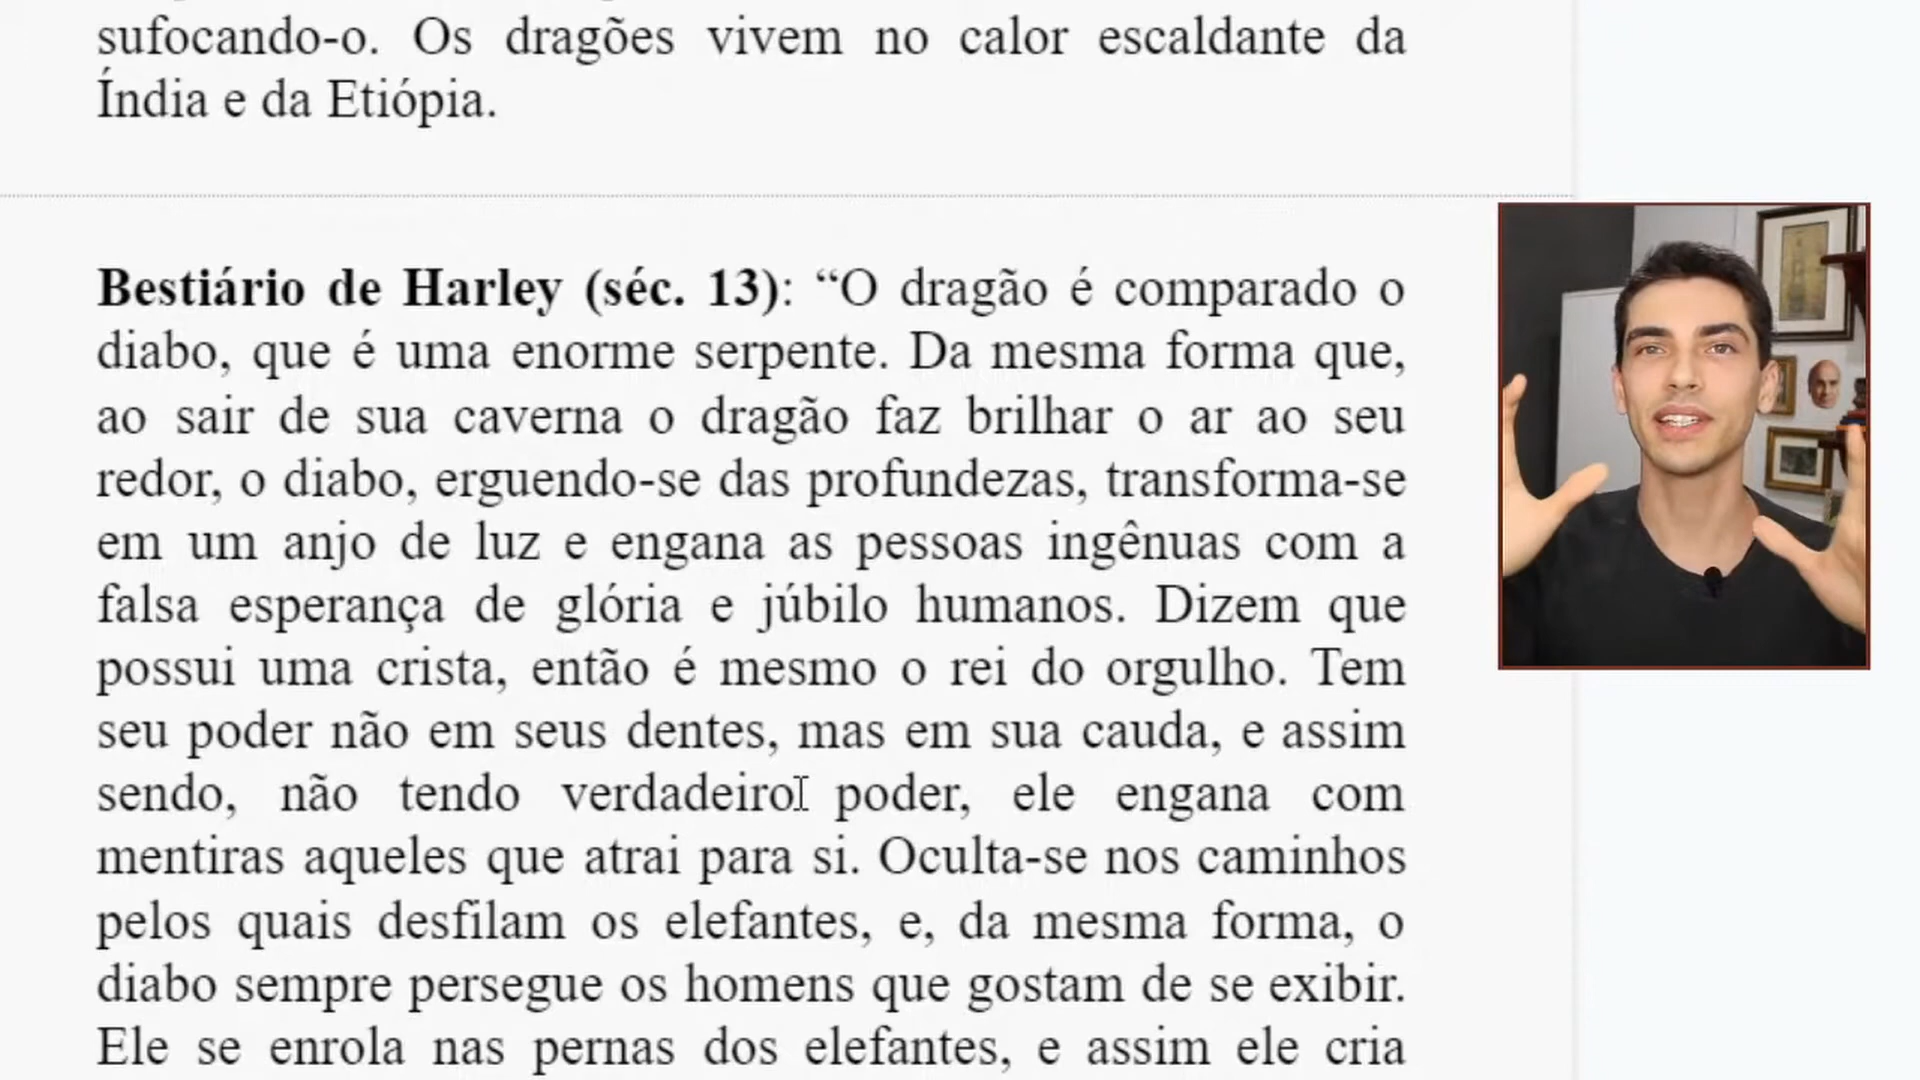 sufocando-o. Os dragões vivem no calor escaldante da
Índia e da Etiópia.
Bestiário de Harley (séc. 13): “O dragão é comparado o
diabo, que é uma enorme serpente. Da mesma forma que,
ao sair de sua caverna o dragão faz brilhar o ar ao seu
redor, o diabo, erguendo-se das profundezas, transforma-se
em um anjo de luz e engana as pessoas ingênuas com a
falsa esperança de glória e júbilo humanos. Dizem que
possui uma crista, então é mesmo o rei do orgulho. Tem
seu poder não em seus dentes, mas em sua cauda, e assim
sendo, não tendo verdadeiro poder, ele engana com
mentiras aqueles que atrai para si. Oculta-se nos caminhos
pelos quais desfilam os elefantes, e, da mesma forma, o
diabo sempre persegue os homens que gostam de se exibir.
Ele se enrola nas pernas dos elefantes, e assim ele cria